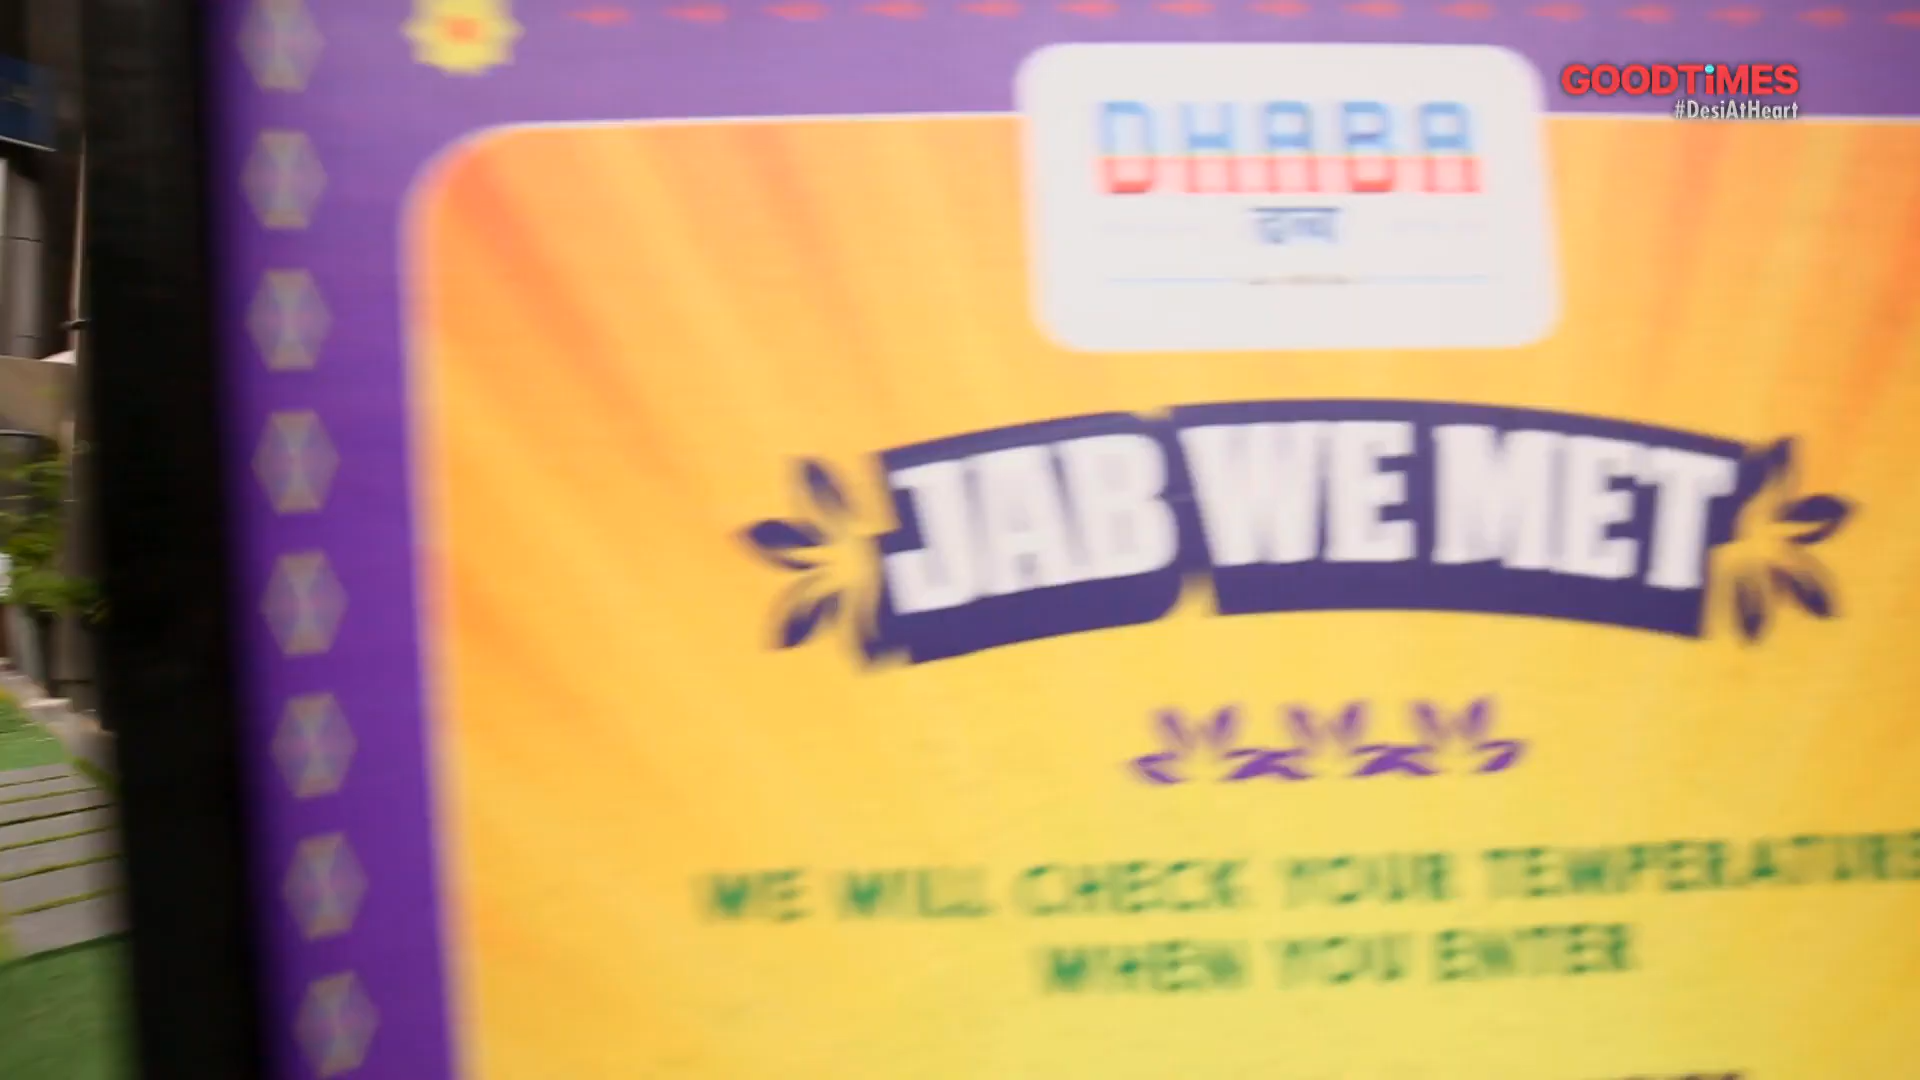 GOODTiMES
#DesiAtHeart
DHABA
JAB WE MET
WE WILL CHECK YOUR TEMPERATURE
WHEN YOU ENTER